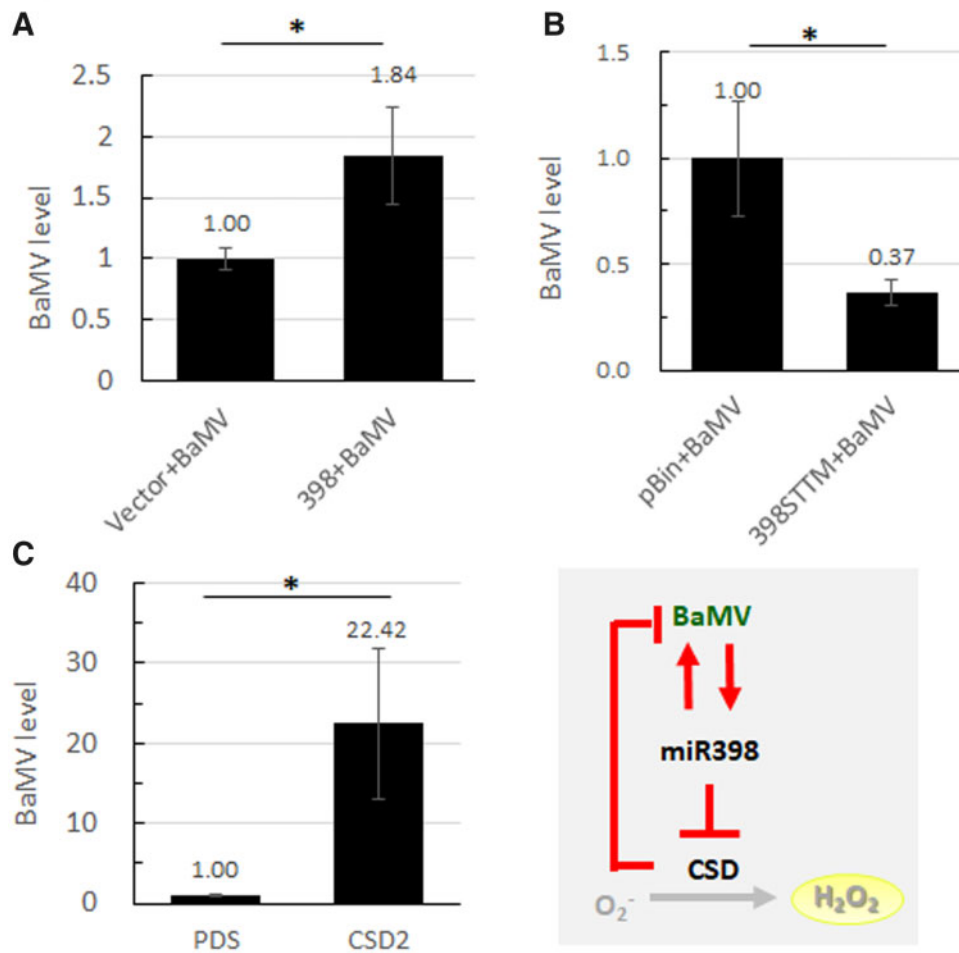 A
*
1.84
1.00
2.5
2
1.5
1
0.5
0
BaMV level
Vector+BaMV
398+BaMV
B
*
1.00
0.37
1.5
1.0
0.5
0.0
BaMV level
pBin+BaMV
398STTM+BaMV
C
*
22.42
1.00
40
30
20
10
0
BaMV level
PDS
CSD2
BaMV
miR398
CSD
O₂⁻
H₂O₂